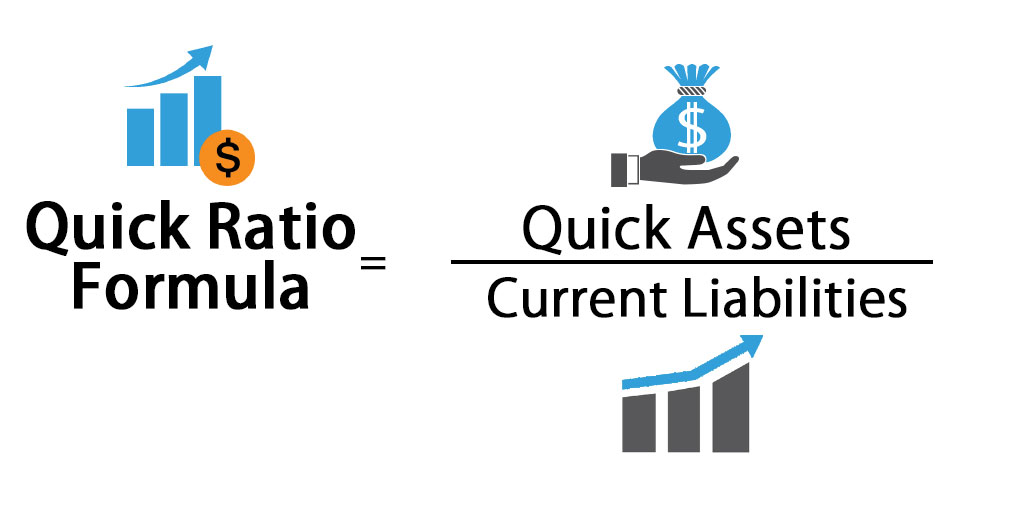 $
$
Quick Ratio
Formula
=
Quick Assets
Current Liabilities